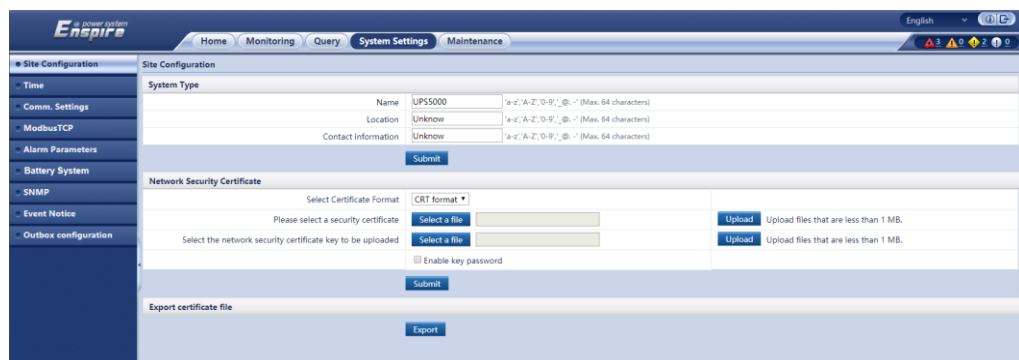 e power system
Enspire
English
Home Monitoring Query System Settings Maintenance
3 0 2 0
Site Configuration
Time
Comm. Settings
ModbusTCP
Alarm Parameters
Battery System
SNMP
Event Notice
Outbox configuration
Site Configuration
System Type
Name UPS5000 'a-z','A-Z','0-9','_@, -' (Max. 64 characters)
Location Unknow 'a-z','A-Z','0-9','_@, -' (Max. 64 characters)
Contact information Unknow 'a-z','A-Z','0-9','_@, -' (Max. 64 characters)
Submit
Network Security Certificate
Select Certificate Format CRT format
Please select a security certificate Select a file Upload Upload files that are less than 1 MB.
Select the network security certificate key to be uploaded Select a file Upload Upload files that are less than 1 MB.
Enable key password
Submit
Export certificate file
Export